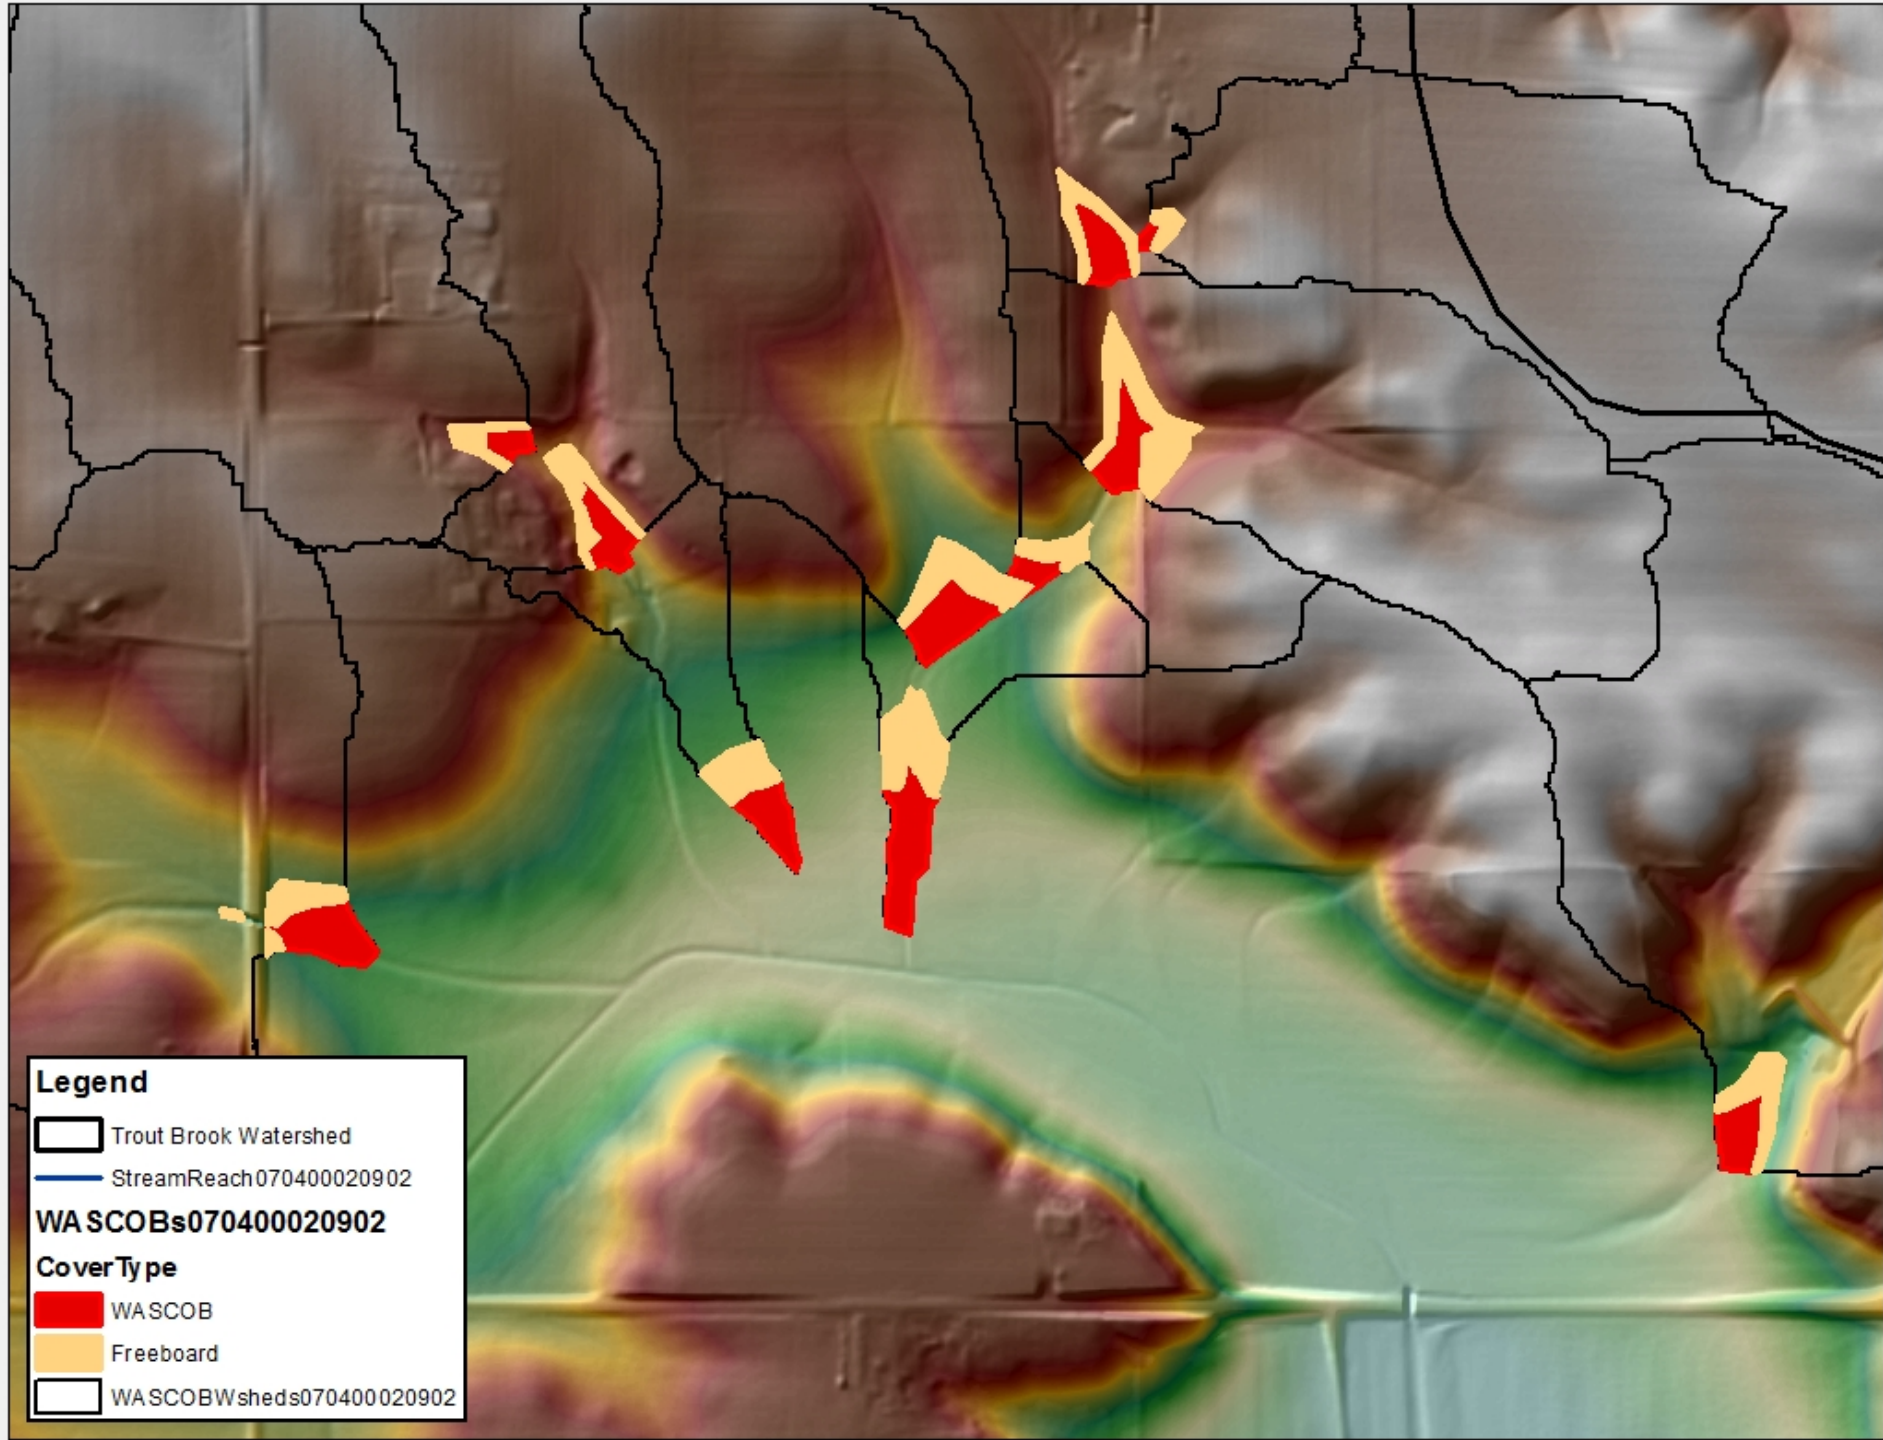 Legend
Trout Brook Watershed
StreamReach070400020902
WASCOBs070400020902
CoverType
WASCOB
Freeboard
WASCOBWsheds070400020902